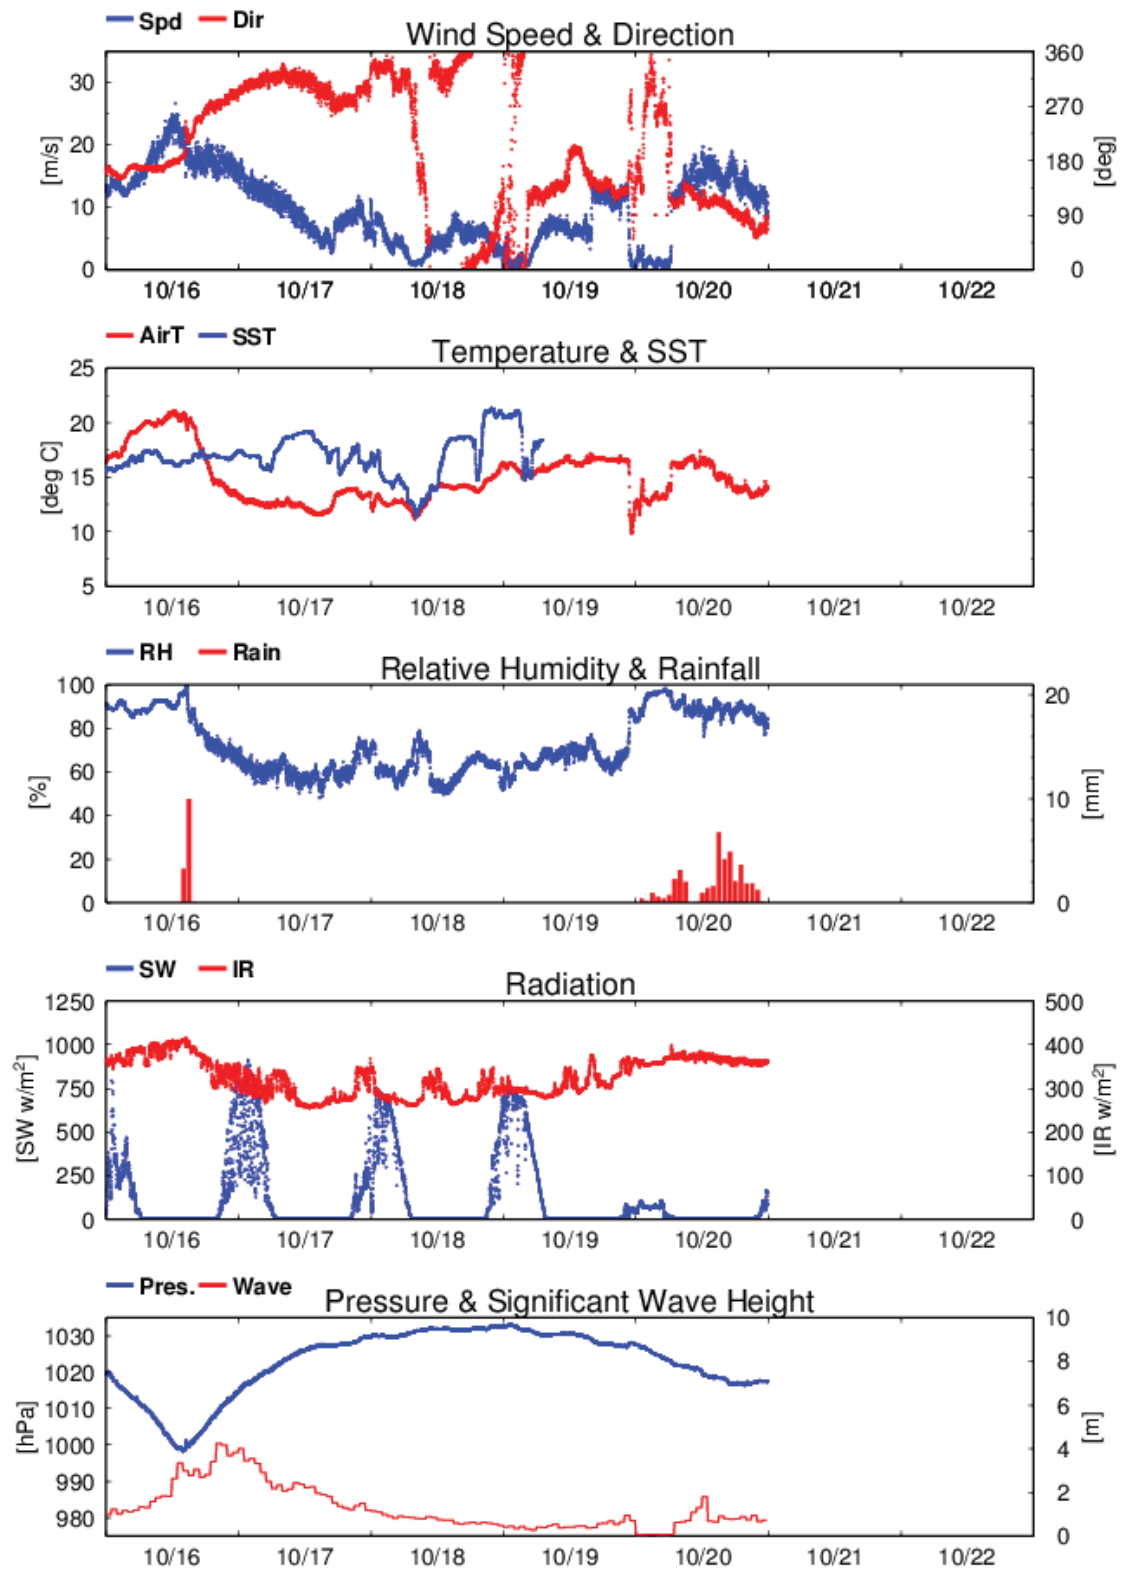 Spd Dir
Wind Speed & Direction
30 20 10 0
[m/s]
360 270 180 90 0
[deg]
10/16 10/17 10/18 10/19 10/20 10/21 10/22
AirT SST
Temperature & SST
25 20 15 10 5
[deg C]
10/16 10/17 10/18 10/19 10/20 10/21 10/22
RH Rain
Relative Humidity & Rainfall
100 80 60 40 20 0
[%]
20 10 0
[mm]
10/16 10/17 10/18 10/19 10/20 10/21 10/22
SW IR
Radiation
1250 1000 750 500 250 0
[SW w/m²]
500 400 300 200 100 0
[IR w/m²]
10/16 10/17 10/18 10/19 10/20 10/21 10/22
Pres. Wave
Pressure & Significant Wave Height
1030 1020 1010 1000 990 980
[hPa]
10 8 6 4 2 0
[m]
10/16 10/17 10/18 10/19 10/20 10/21 10/22